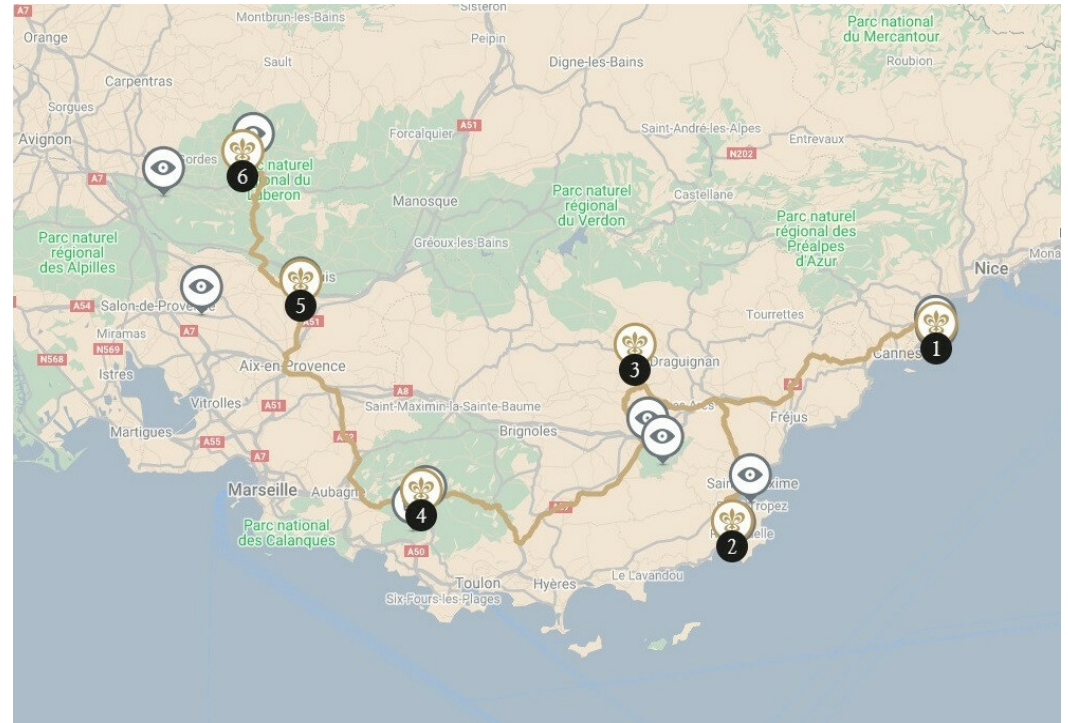 A7
Orange
Montbrun-les-Bains
Sisteron
Peipin
Parc national
du Mercantour
Sault
Digne-les-Bains
Roubion
Carpentras
Sorgues
Forcalquier
A51
Saint-André-les-Alpes
Entrevaux
Avignon
N202
A7
6
Manosque
Parc naturel
régional
du Verdon
Castellane
Parc naturel
régional des
Préalpes
d'Azur
Parc naturel
régional
des Alpilles
Gréoux-les-Bains
Nice
A54
Salon-de-Prove
5
A51
Tourrettes
Miramas
A7
1
Cannes
N569
N568
Istres
Aix-en
Provence
3
Draguignan
A8
Vitrolles
A51
Saint-Maximin-la-Sainte-Baume
Fréjus
Martigues
A55
Brignoles
A7
Marseille
Aubagne
4
Parc national
des Calanques
A50
2
Le Lavandou
Toulon
Hyères
Six-Fours-les-Plages